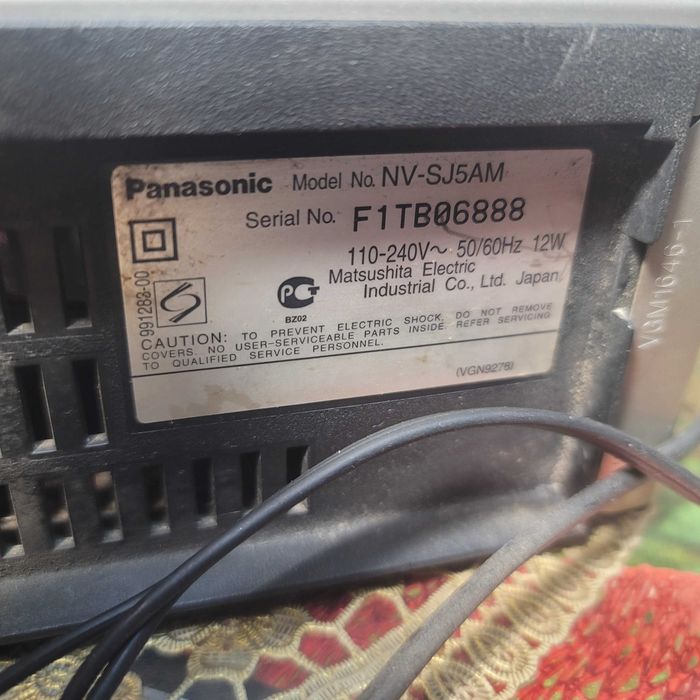 Panasonic Model No. NV-SJ5AM
Serial No. F1TB06888
110-240V~ 50/60Hz 12W
Matsushita Electric
Industrial Co., Ltd. Japan
991283-00
PCT
BZ02
CAUTION: TO PREVENT ELECTRIC SHOCK, DO NOT REMOVE
COVERS. NO USER-SERVICEABLE PARTS INSIDE. REFER SERVICING
TO QUALIFIED SERVICE PERSONNEL.
(VGN9278)
VGM1646-1